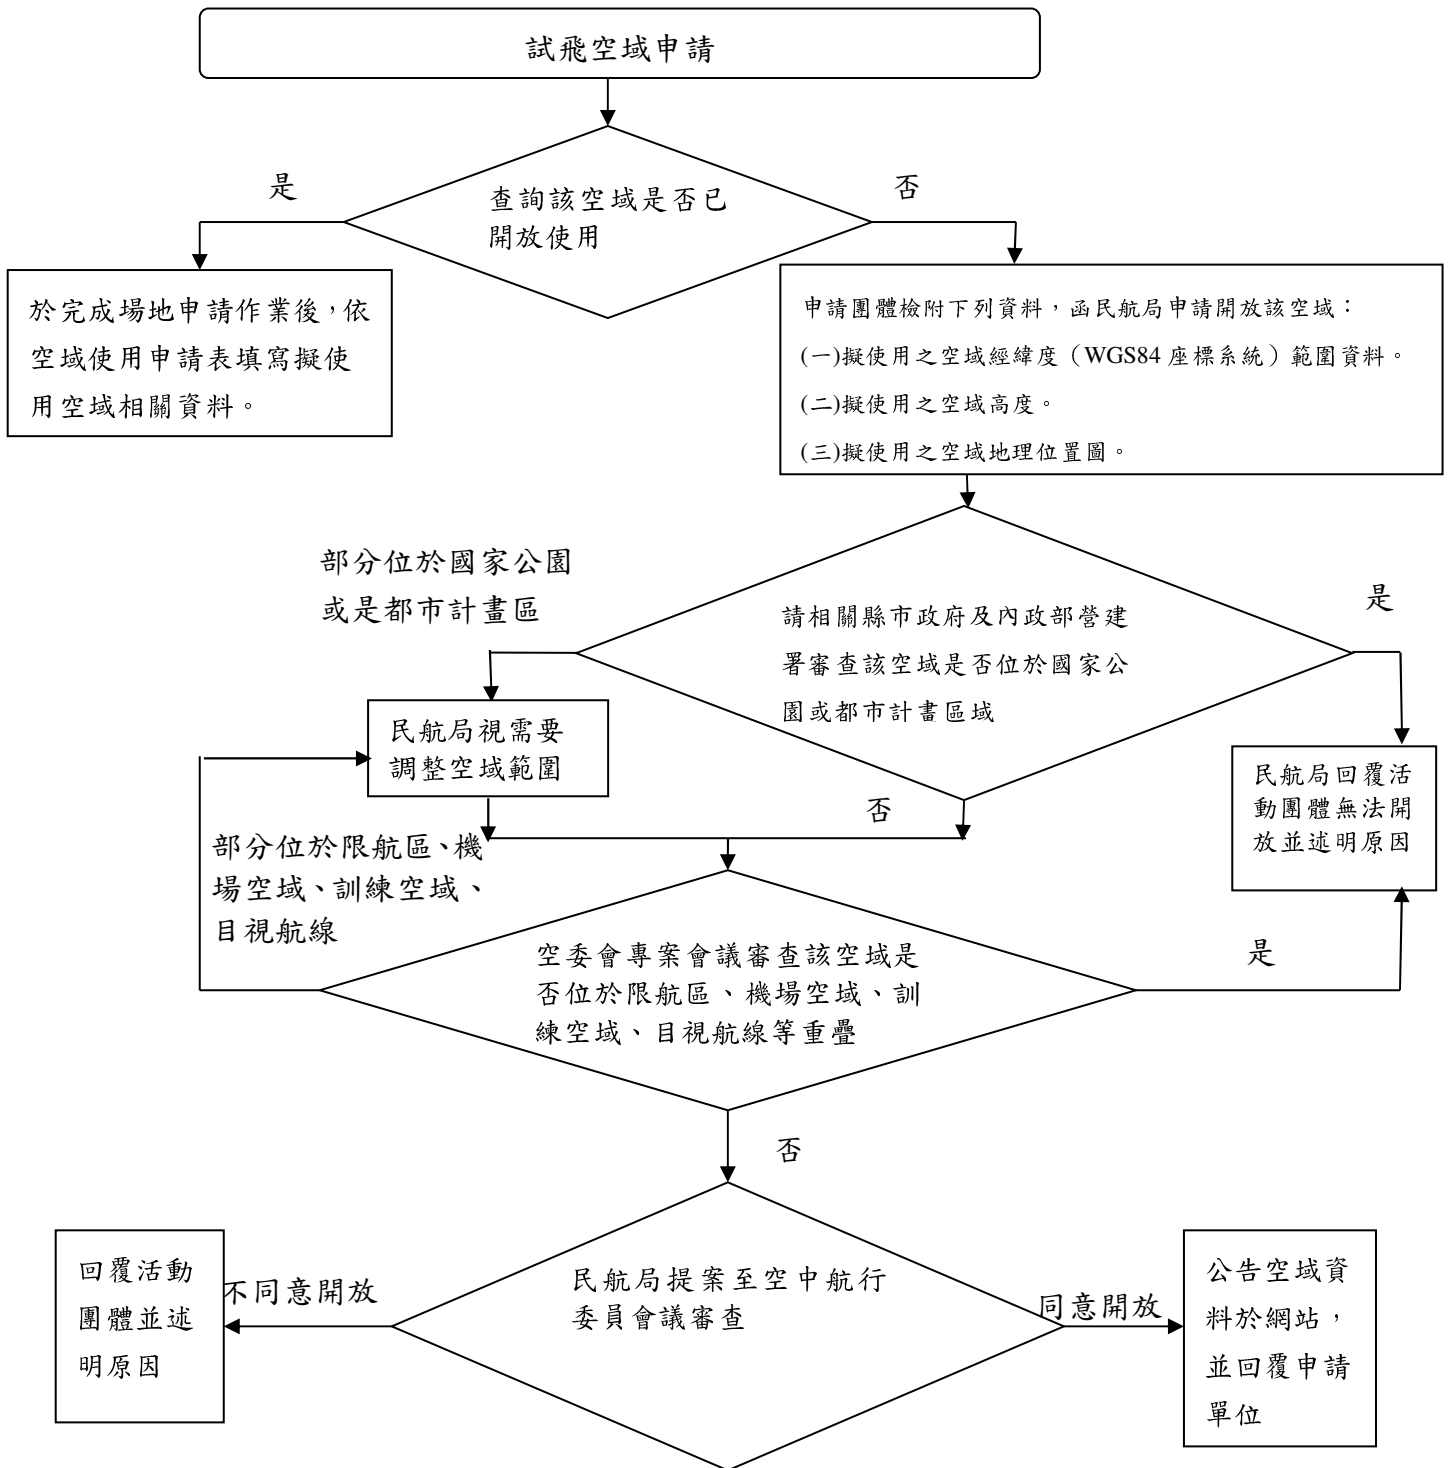 試飛空域申請
是
否
查詢該空域是否已
開放使用
於完成場地申請作業後，依
空域使用申請表填寫擬使
用空域相關資料。
申請團體檢附下列資料，函民航局申請開放該空域：
(一)擬使用之空域經緯度（WGS84 座標系統）範圍資料。
(二)擬使用之空域高度。
(三)擬使用之空域地理位置圖。
部分位於國家公園
或是都市計畫區
是
請相關縣市政府及內政部營建
署審查該空域是否位於國家公
園或都市計畫區域
民航局視需要
調整空域範圍
否
民航局回覆活
動團體無法開
放並述明原因
部分位於限航區、機
場空域、訓練空域、
目視航線
空委會專案會議審查該空域是
否位於限航區、機場空域、訓
練空域、目視航線等重疊
是
否
回覆活動
團體並述
明原因
不同意開放
民航局提案至空中航行
委員會議審查
同意開放
公告空域資
料於網站，
並回覆申請
單位